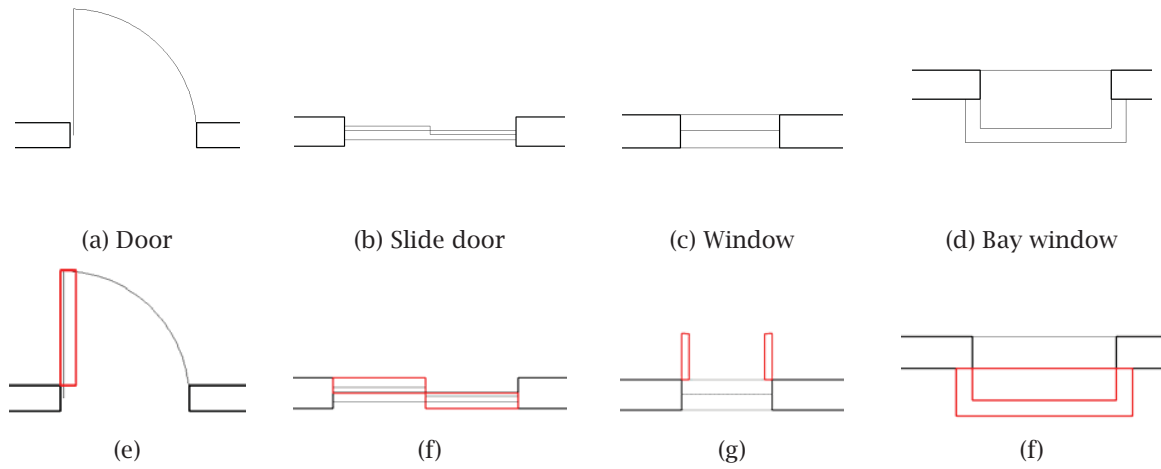 (a) Door
(b) Slide door
(c) Window
(d) Bay window
(e)
(f)
(g)
(f)